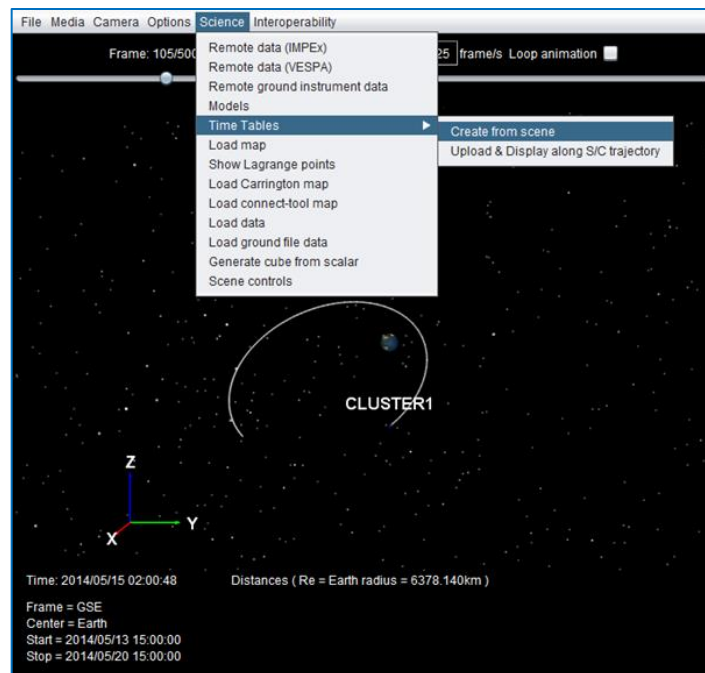 File Media Camera Options Science Interoperability
Frame: 105/500
25 frame/s Loop animation
Remote data (IMPEx)
Remote data (VESPA)
Remote ground instrument data
Models
Time Tables
Create from scene
Load map
Upload & Display along S/C trajectory
Show Lagrange points
Load Carrington map
Load connect-tool map
Load data
Load ground file data
Generate cube from scalar
Scene controls
CLUSTER1
Z
Y
X
Time: 2014/05/15 02:00:48 Distances ( Re = Earth radius = 6378.140km )
Frame = GSE
Center = Earth
Start = 2014/05/13 15:00:00
Stop = 2014/05/20 15:00:00